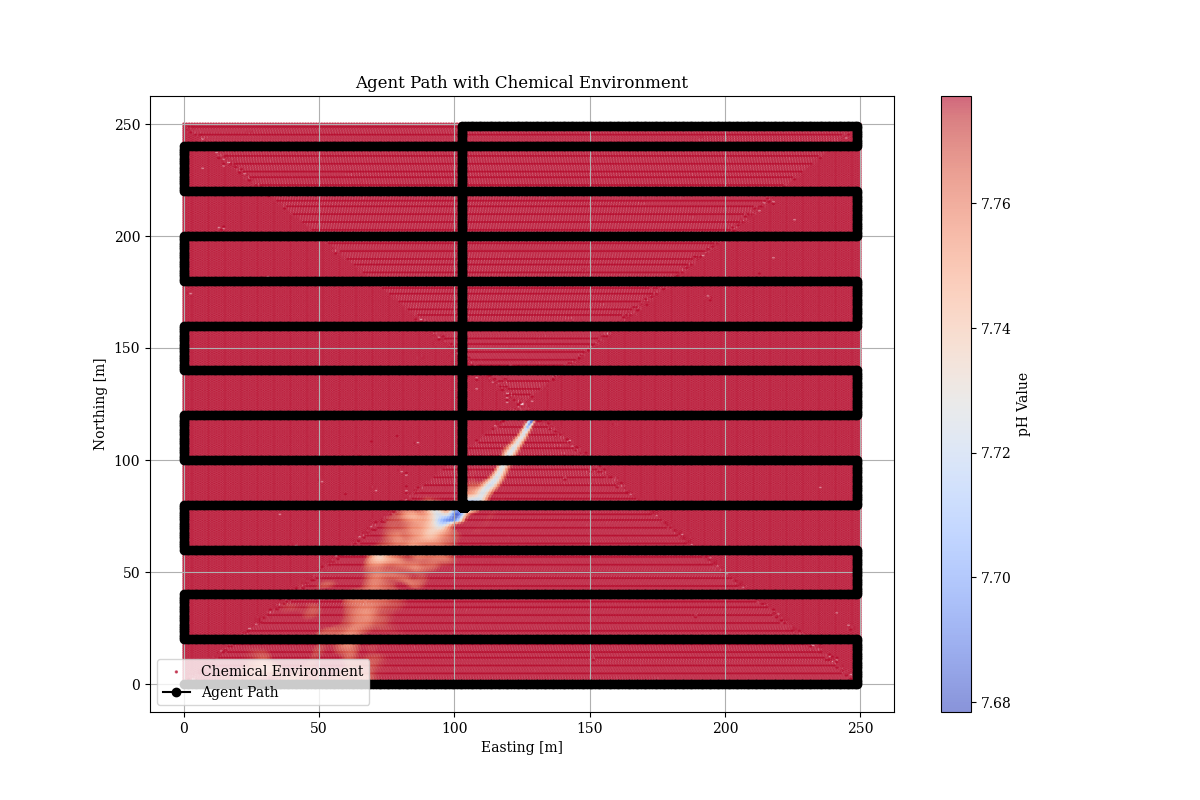 Agent Path with Chemical Environment
250
200
150
100
50
0
Northing [m]
Chemical Environment
Agent Path
0
50
100
150
200
250
Easting [m]
7.76
7.74
7.72
7.70
7.68
pH Value